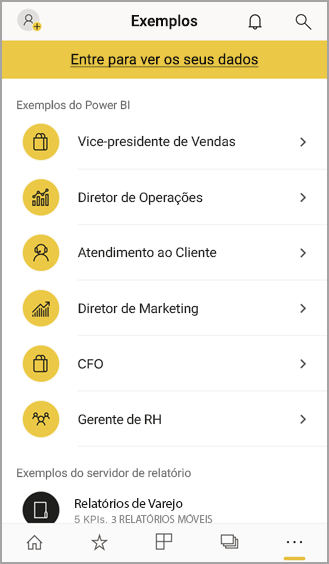 Exemplos
Entre para ver os seus dados
Exemplos do Power BI
Vice-presidente de Vendas
Diretor de Operações
Atendimento ao Cliente
Diretor de Marketing
CFO
Gerente de RH
Exemplos do servidor de relatório
Relatórios de Varejo
5 KPIs. 3 RELATÓRIOS MÓVEIS